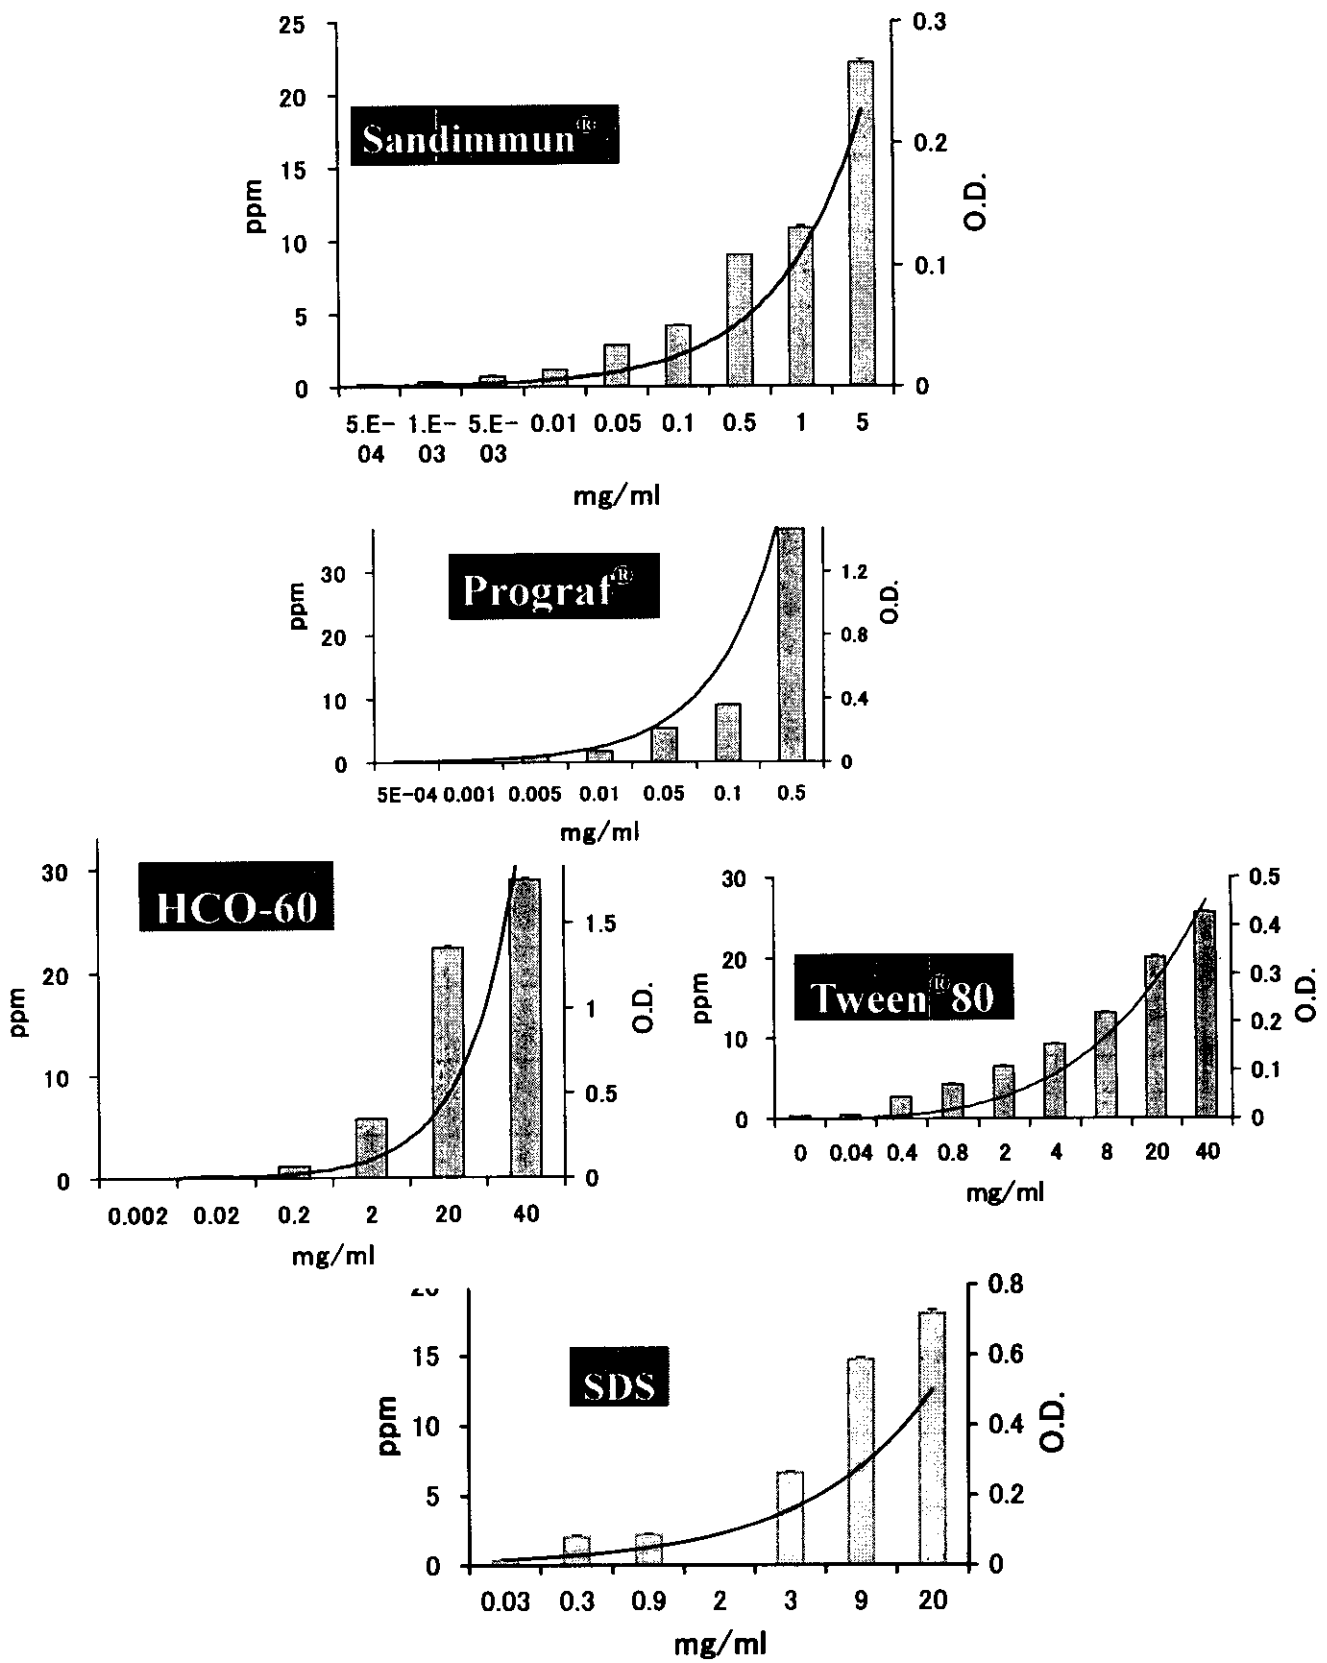 25
0.3
20
Sandimmun®
0.2
15
ppm
O.D.
10
0.1
5
0
0
5.E- 1.E- 5.E- 0.01 0.05 0.1 0.5 1 5
04 03 03
mg/ml
30
1.2
Prograf®
ppm
O.D.
20
0.8
10
0.4
0
0
5E-04 0.001 0.005 0.01 0.05 0.1 0.5
mg/ml
30
HCO-60
1.5
20
ppm
1
O.D.
10
0.5
0
0
0.002 0.02 0.2 2 20 40
mg/ml
30
0.5
0.4
20
Tween®80
0.3
ppm
O.D.
0.2
10
0.1
0
0
0 0.04 0.4 0.8 2 4 8 20 40
mg/ml
20
0.8
15
SDS
0.6
ppm
O.D.
10
0.4
5
0.2
0
0
0.03 0.3 0.9 2 3 9 20
mg/ml